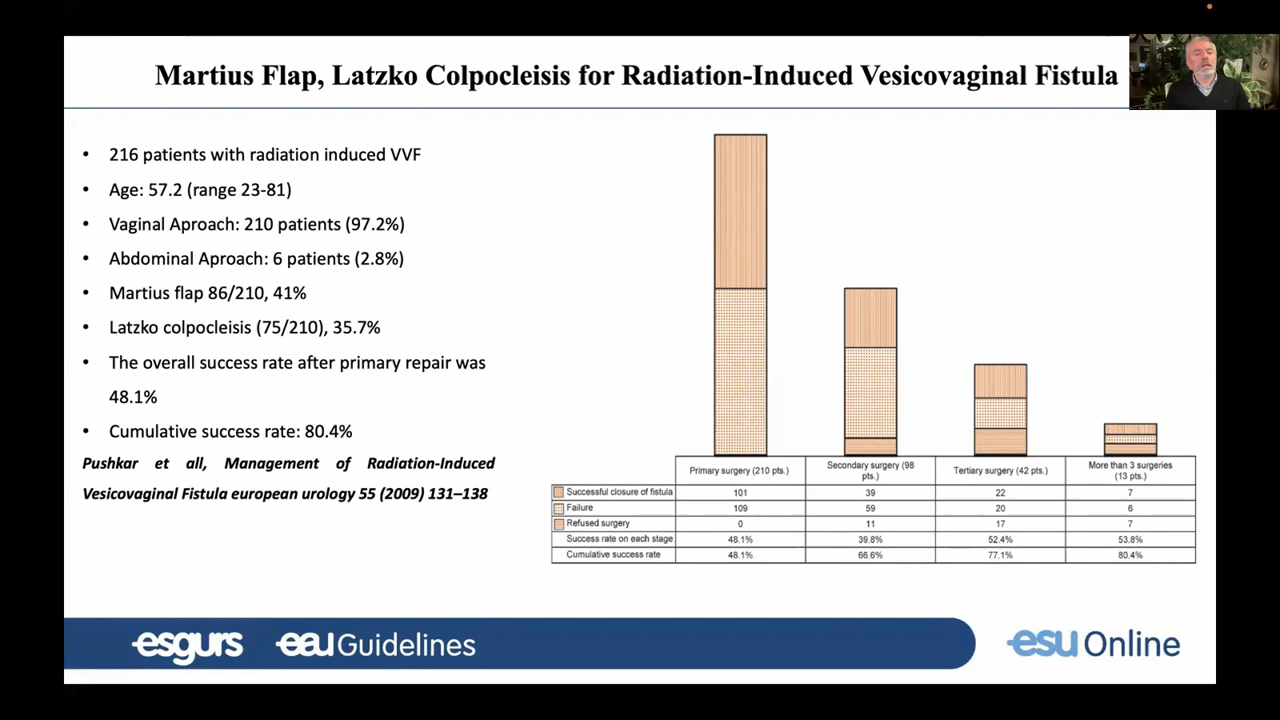 Martius Flap, Latzko Colpocleisis for Radiation-Induced Vesicovaginal Fistula
• 216 patients with radiation induced VVF
• Age: 57.2 (range 23-81)
• Vaginal Aproach: 210 patients (97.2%)
• Abdominal Aproach: 6 patients (2.8%)
• Martius flap 86/210, 41%
• Latzko colpocleisis (75/210), 35.7%
• The overall success rate after primary repair was
48.1%
• Cumulative success rate: 80.4%
Pushkar et all, Management of Radiation-Induced
Vesicovaginal Fistula european urology 55 (2009) 131–138
Primary surgery (210 pts.) Secondary surgery (98 pts.) Tertiary surgery (42 pts.) More than 3 surgeries (13 pts.)
Successful closure of fistula 101 39 22 7
Failure 109 59 20 6
Refused surgery 0 11 17 7
Success rate on each stage 48.1% 39.8% 52.4% 53.8%
Cumulative success rate 48.1% 66.6% 77.1% 80.4%
esgurs eau Guidelines esu Online